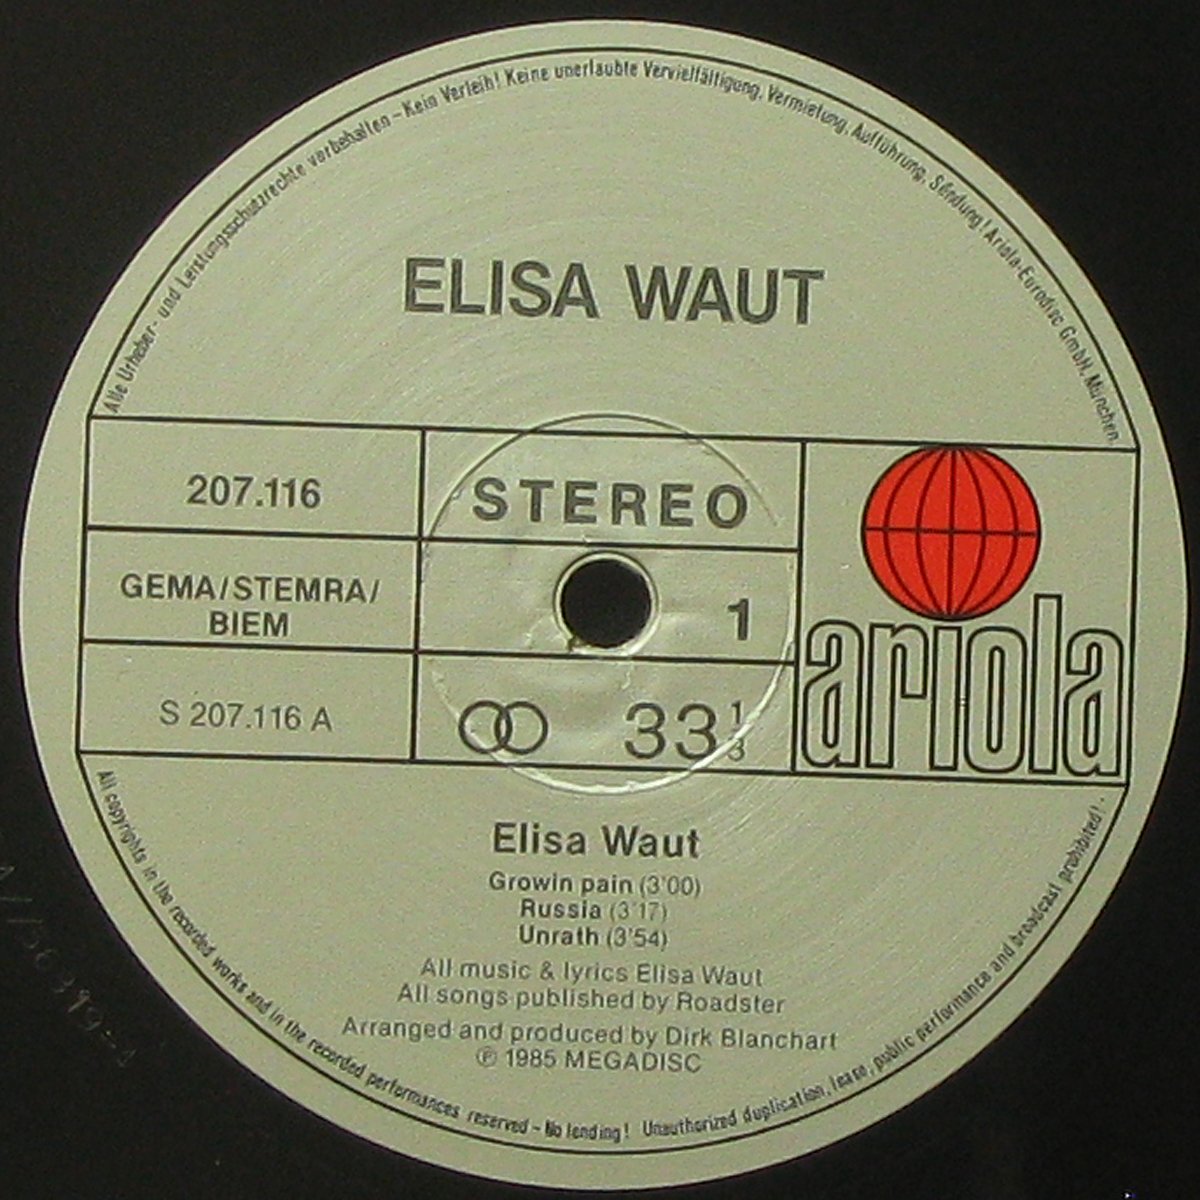 Alle Urheber- und Leistungsschutzrechte vorbehalten – Kein Verleih! Keine unerlaubte Vervielfältigung, Vermietung, Aufführung, Sendung! Ariola-Eurodisc GmbH, München
ELISA WAUT
207.116
STEREO
GEMA/STEMRA/
BIEM
1
ariola
S 207.116 A
33 1/3
Elisa Waut
Growin pain (3'00)
Russia (3'17)
Unrath (3'54)
All music & lyrics Elisa Waut
All songs published by Roadster
Arranged and produced by Dirk Blanchart
℗ 1985 MEGADISC
All copyrights in the recorded works and in the recorded performances reserved – No lending! Unauthorized duplication, lease, public performance and broadcast prohibited!